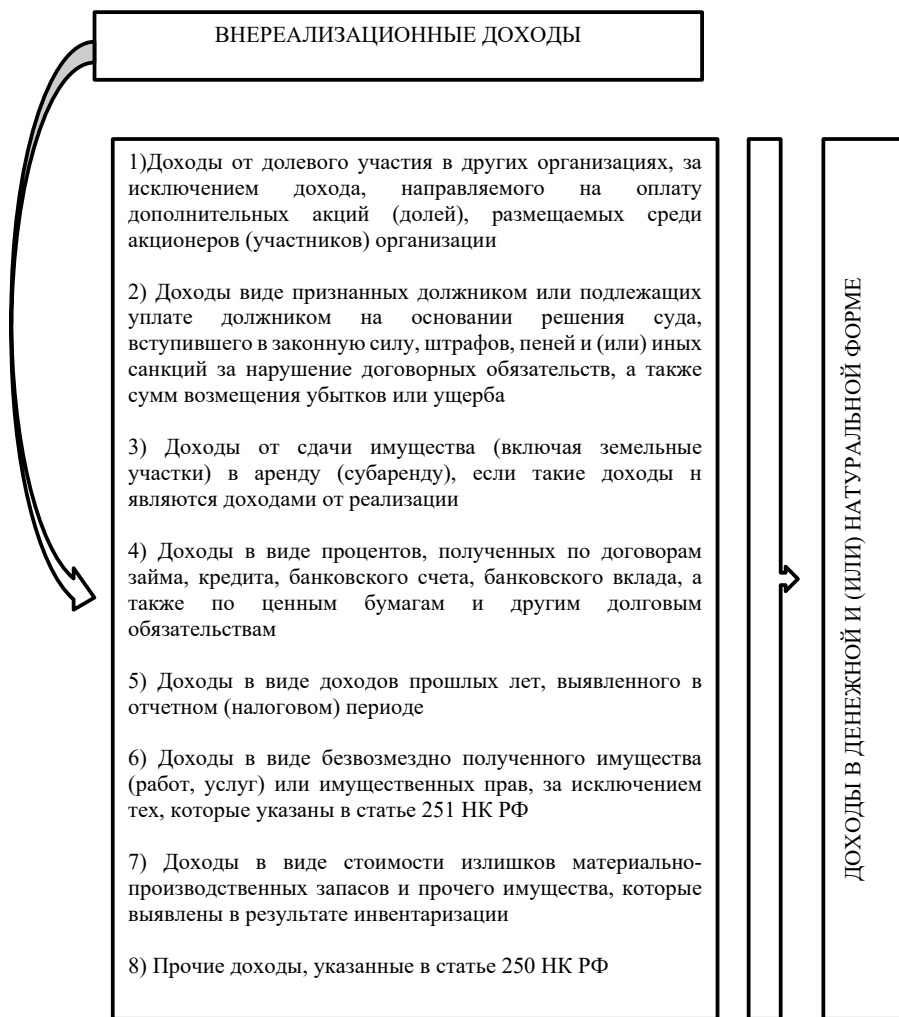 ВНЕРЕАЛИЗАЦИОННЫЕ ДОХОДЫ
1)Доходы от долевого участия в других организациях, за
исключением дохода, направляемого на оплату
дополнительных акций (долей), размещаемых среди
акционеров (участников) организации
2) Доходы виде признанных должником или подлежащих
уплате должником на основании решения суда,
вступившего в законную силу, штрафов, пеней и (или) иных
санкций за нарушение договорных обязательств, а также
сумм возмещения убытков или ущерба
3) Доходы от сдачи имущества (включая земельные
участки) в аренду (субаренду), если такие доходы н
являются доходами от реализации
4) Доходы в виде процентов, полученных по договорам
займа, кредита, банковского счета, банковского вклада, а
также по ценным бумагам и другим долговым
обязательствам
5) Доходы в виде доходов прошлых лет, выявленного в
отчетном (налоговом) периоде
6) Доходы в виде безвозмездно полученного имущества
(работ, услуг) или имущественных прав, за исключением
тех, которые указаны в статье 251 НК РФ
7) Доходы в виде стоимости излишков материально-
производственных запасов и прочего имущества, которые
выявлены в результате инвентаризации
8) Прочие доходы, указанные в статье 250 НК РФ
ДОХОДЫ В ДЕНЕЖНОЙ И (ИЛИ) НАТУРАЛЬНОЙ ФОРМЕ